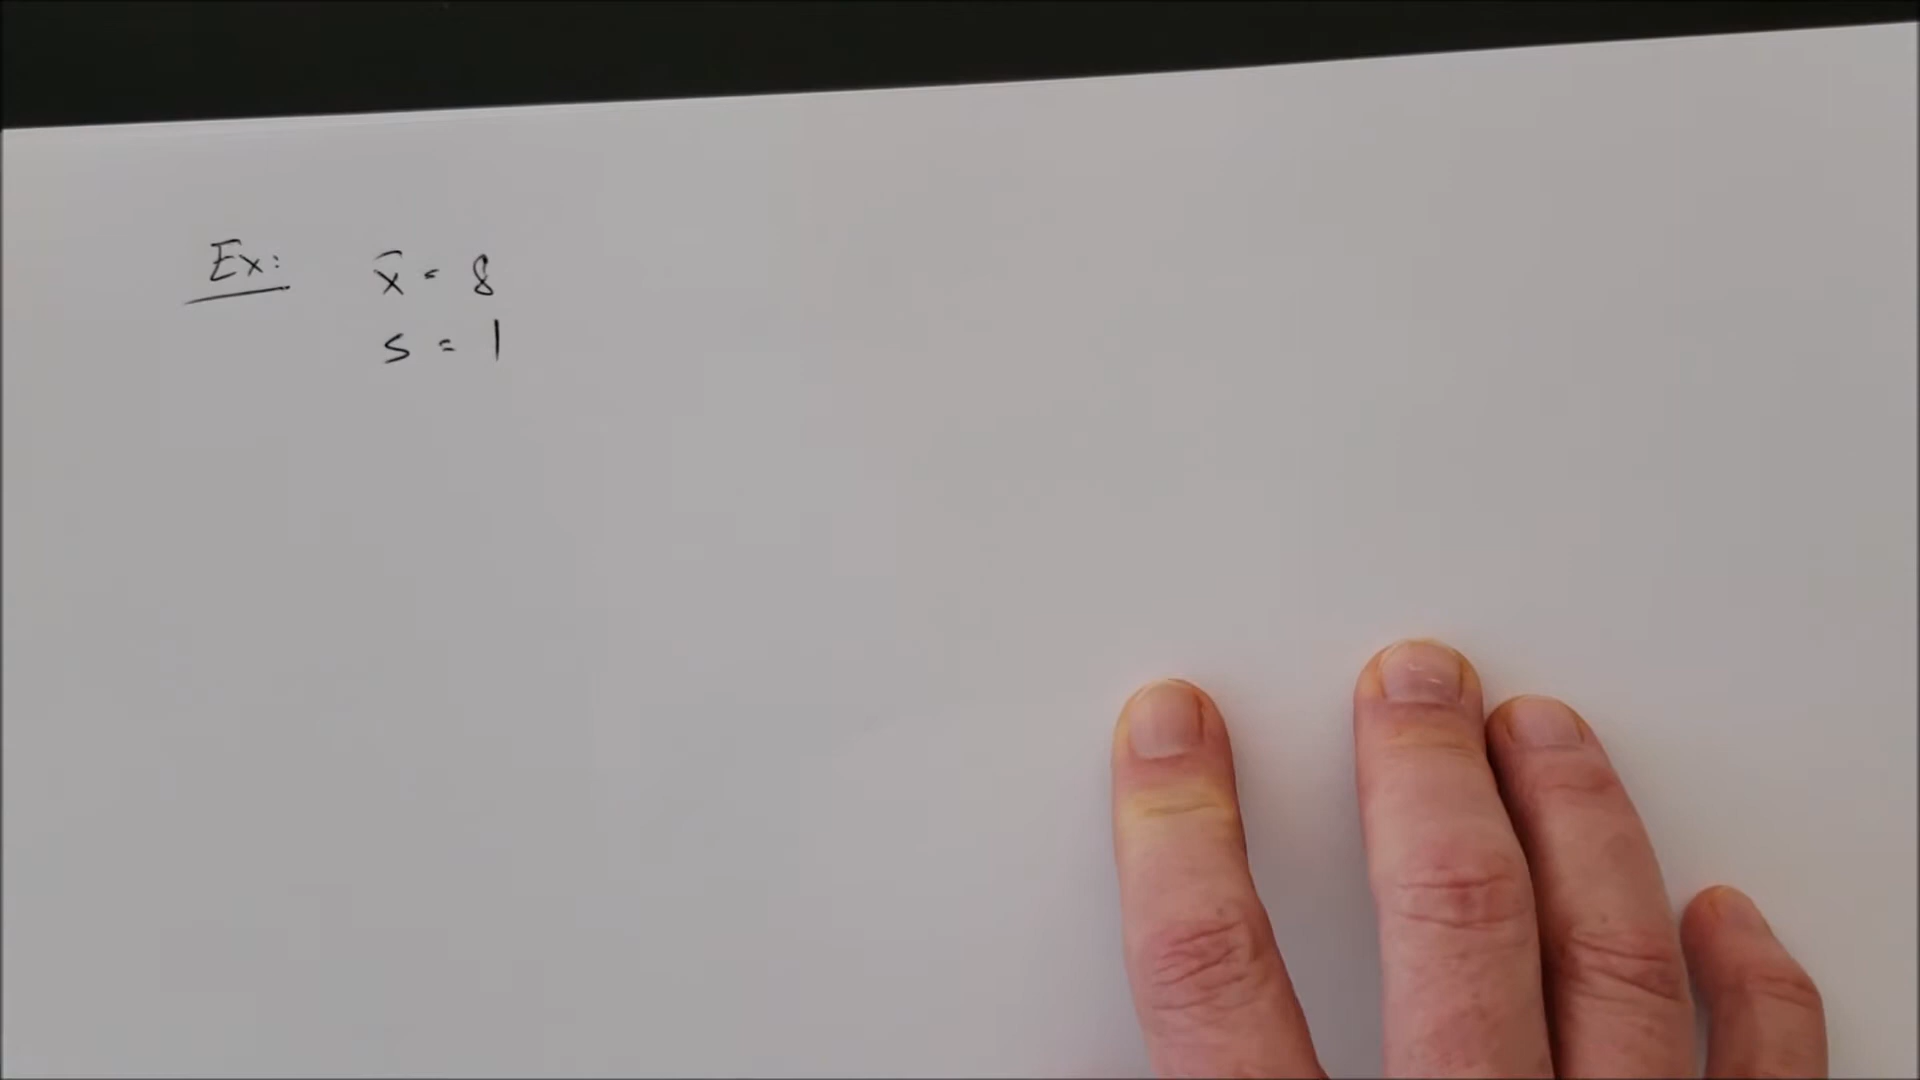 Ex: x̄ = 8
s = 1